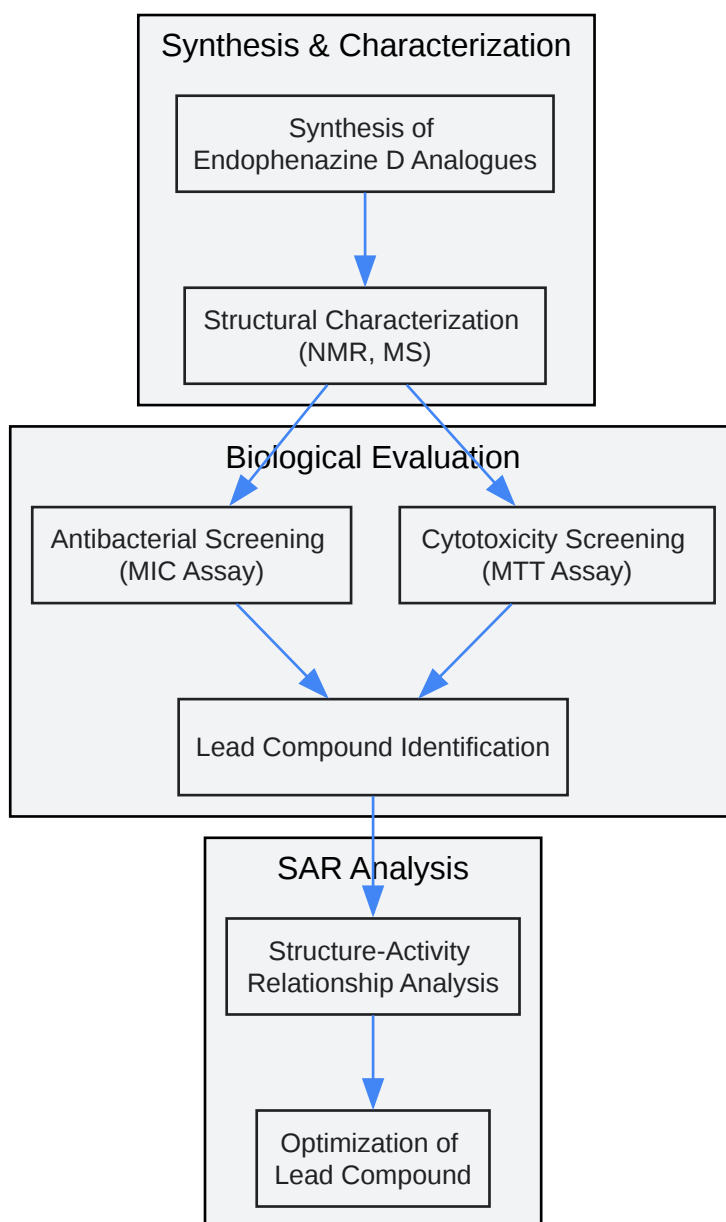 Synthesis & Characterization
Synthesis of
Endophenazine D Analogues
Structural Characterization
(NMR, MS)
Biological Evaluation
Antibacterial Screening
(MIC Assay)
Cytotoxicity Screening
(MTT Assay)
Lead Compound Identification
SAR Analysis
Structure-Activity
Relationship Analysis
Optimization of
Lead Compound